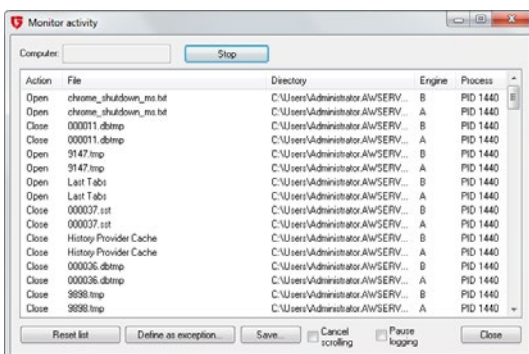 Monitor activity
Computer: Stop
Action File Directory Engine Process
Open chrome_shutdown_ms.txt C:\Users\Administrator.AWSERV... B PID 1440
Open chrome_shutdown_ms.txt C:\Users\Administrator.AWSERV... A PID 1440
Close 000011.dbtmp C:\Users\Administrator.AWSERV... B PID 1440
Close 000011.dbtmp C:\Users\Administrator.AWSERV... A PID 1440
Open 9147.tmp C:\Users\Administrator.AWSERV... B PID 1440
Open 9147.tmp C:\Users\Administrator.AWSERV... A PID 1440
Open Last Tabs C:\Users\Administrator.AWSERV... B PID 1440
Open Last Tabs C:\Users\Administrator.AWSERV... A PID 1440
Close 000037.sst C:\Users\Administrator.AWSERV... B PID 1440
Close 000037.sst C:\Users\Administrator.AWSERV... A PID 1440
Close History Provider Cache C:\Users\Administrator.AWSERV... B PID 1440
Close History Provider Cache C:\Users\Administrator.AWSERV... A PID 1440
Close 000036.dbtmp C:\Users\Administrator.AWSERV... B PID 1440
Close 000036.dbtmp C:\Users\Administrator.AWSERV... A PID 1440
Close 9898.tmp C:\Users\Administrator.AWSERV... B PID 1440
Close 9898.tmp C:\Users\Administrator.AWSERV... A PID 1440
Reset list Define as exception... Save... Cancel scrolling Pause logging Close